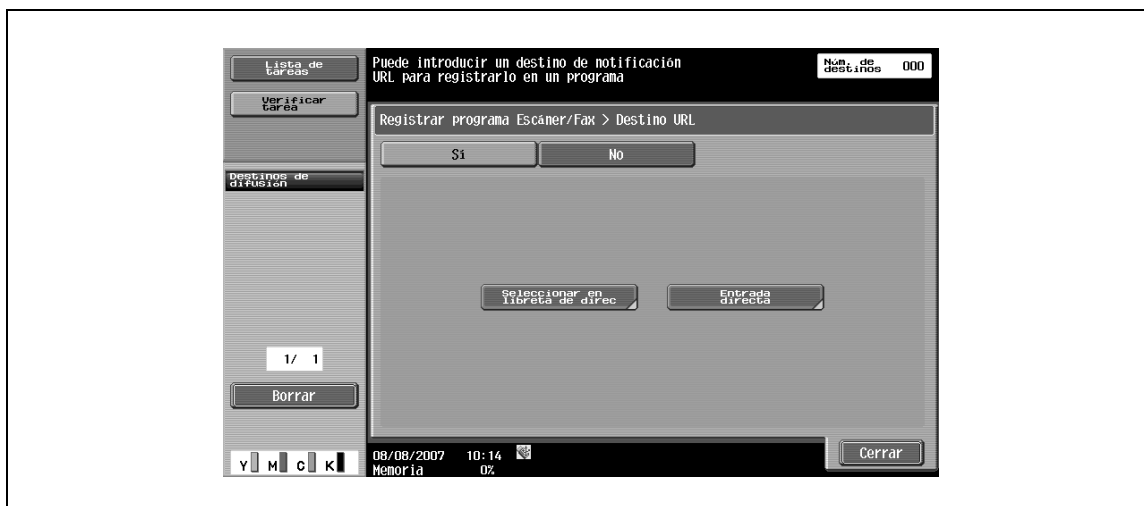 Lista de
tareas
Verificar
tarea
Puede introducir un destino de notificación
URL para registrarlo en un programa
Núm. de
destinos 000
Registrar programa Escáner/Fax > Destino URL
Sí No
Destinos de
difusión
Seleccionar en
libreta de direc
Entrada
directa
1/ 1
Borrar
Y M C K
08/08/2007 10:14
Memoria 0%
Cerrar